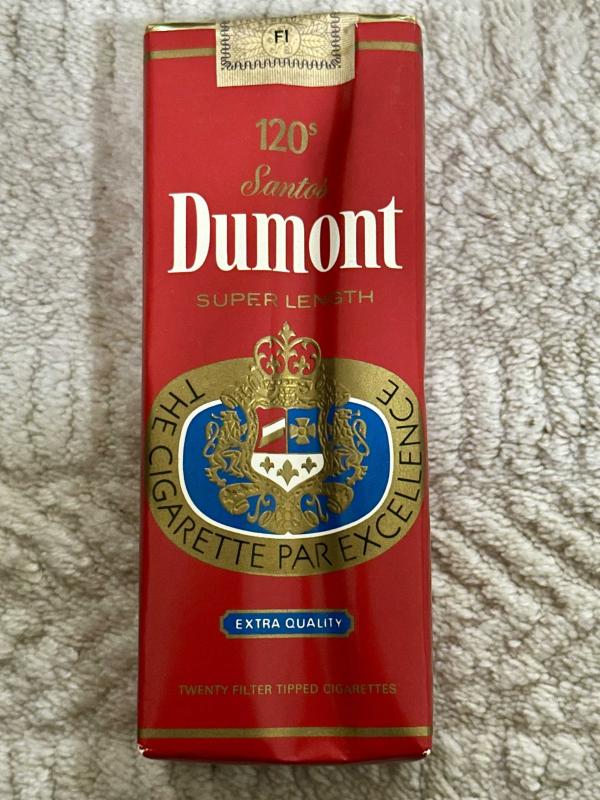 FI
120s
Santos
Dumont
SUPER LENGTH
THE CIGARETTE PAR EXCELLENCE
EXTRA QUALITY
TWENTY FILTER TIPPED CIGARETTES